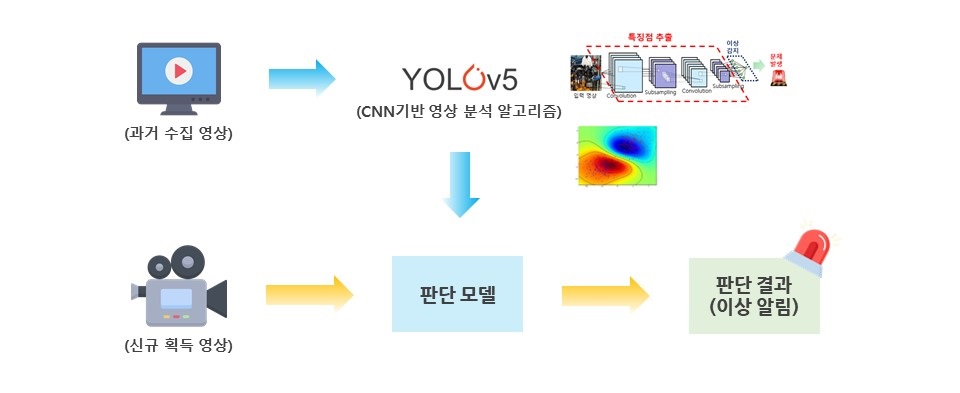 특징점 추출
이상
감지
문제
발생
YOLOv5
입력 영상
Convolution
Subsampling
Convolution
Subsampling
(과거 수집 영상)
(CNN기반 영상 분석 알고리즘)
판단 모델
판단 결과
(이상 알림)
(신규 획득 영상)